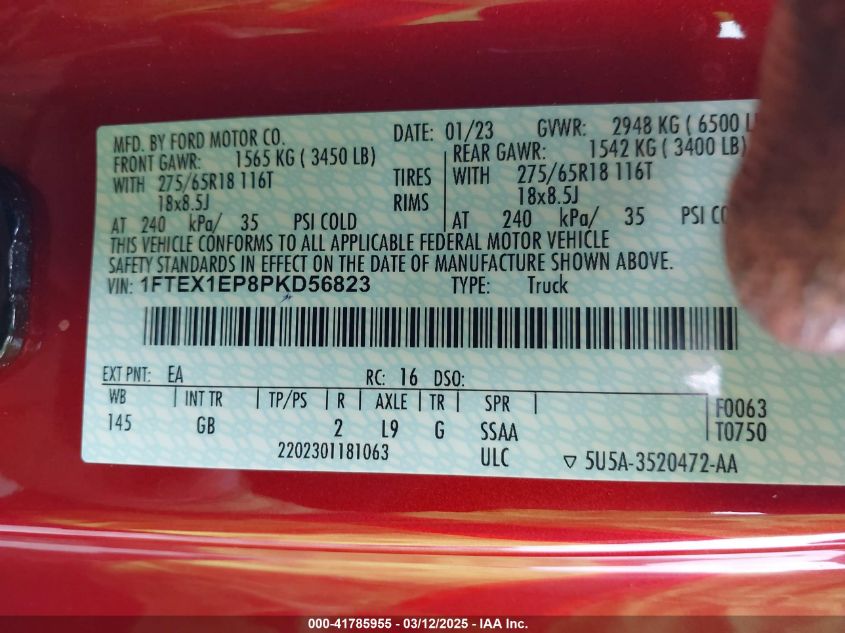 MFD. BY FORD MOTOR CO. DATE: 01/23 GVWR: 2948 KG ( 6500
FRONT GAWR: 1565 KG ( 3450 LB) REAR GAWR: 1542 KG ( 3400 LB)
WITH 275/65R18 116T TIRES WITH 275/65R18 116T
18x8.5J RIMS 18x8.5J
AT 240 kPa/ 35 PSI COLD AT 240 kPa/ 35 PSI
THIS VEHICLE CONFORMS TO ALL APPLICABLE FEDERAL MOTOR VEHICLE
SAFETY STANDARDS IN EFFECT ON THE DATE OF MANUFACTURE SHOWN ABOVE.
VIN: 1FTEX1EP8PKD56823 TYPE: Truck
EXT PNT: EA RC: 16 DSO:
WB INT TR TP/PS R AXLE TR SPR F0063
145 GB 2 L9 G SSAA T0750
2202301181063 ULC ▽ 5U5A-3520472-AA
000-41785955 - 03/12/2025 - IAA Inc.